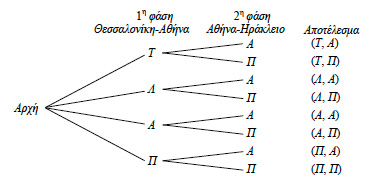 1η φάση 2η φάση
Θεσσαλονίκη-Αθήνα Αθήνα-Ηράκλειο Αποτέλεσμα
Α (Τ, Α)
Τ
Π (Τ, Π)
Α (Λ, Α)
Λ
Π (Λ, Π)
Αρχή
Α (Α, Α)
Α
Π (Α, Π)
Α (Π, Α)
Π
Π (Π, Π)